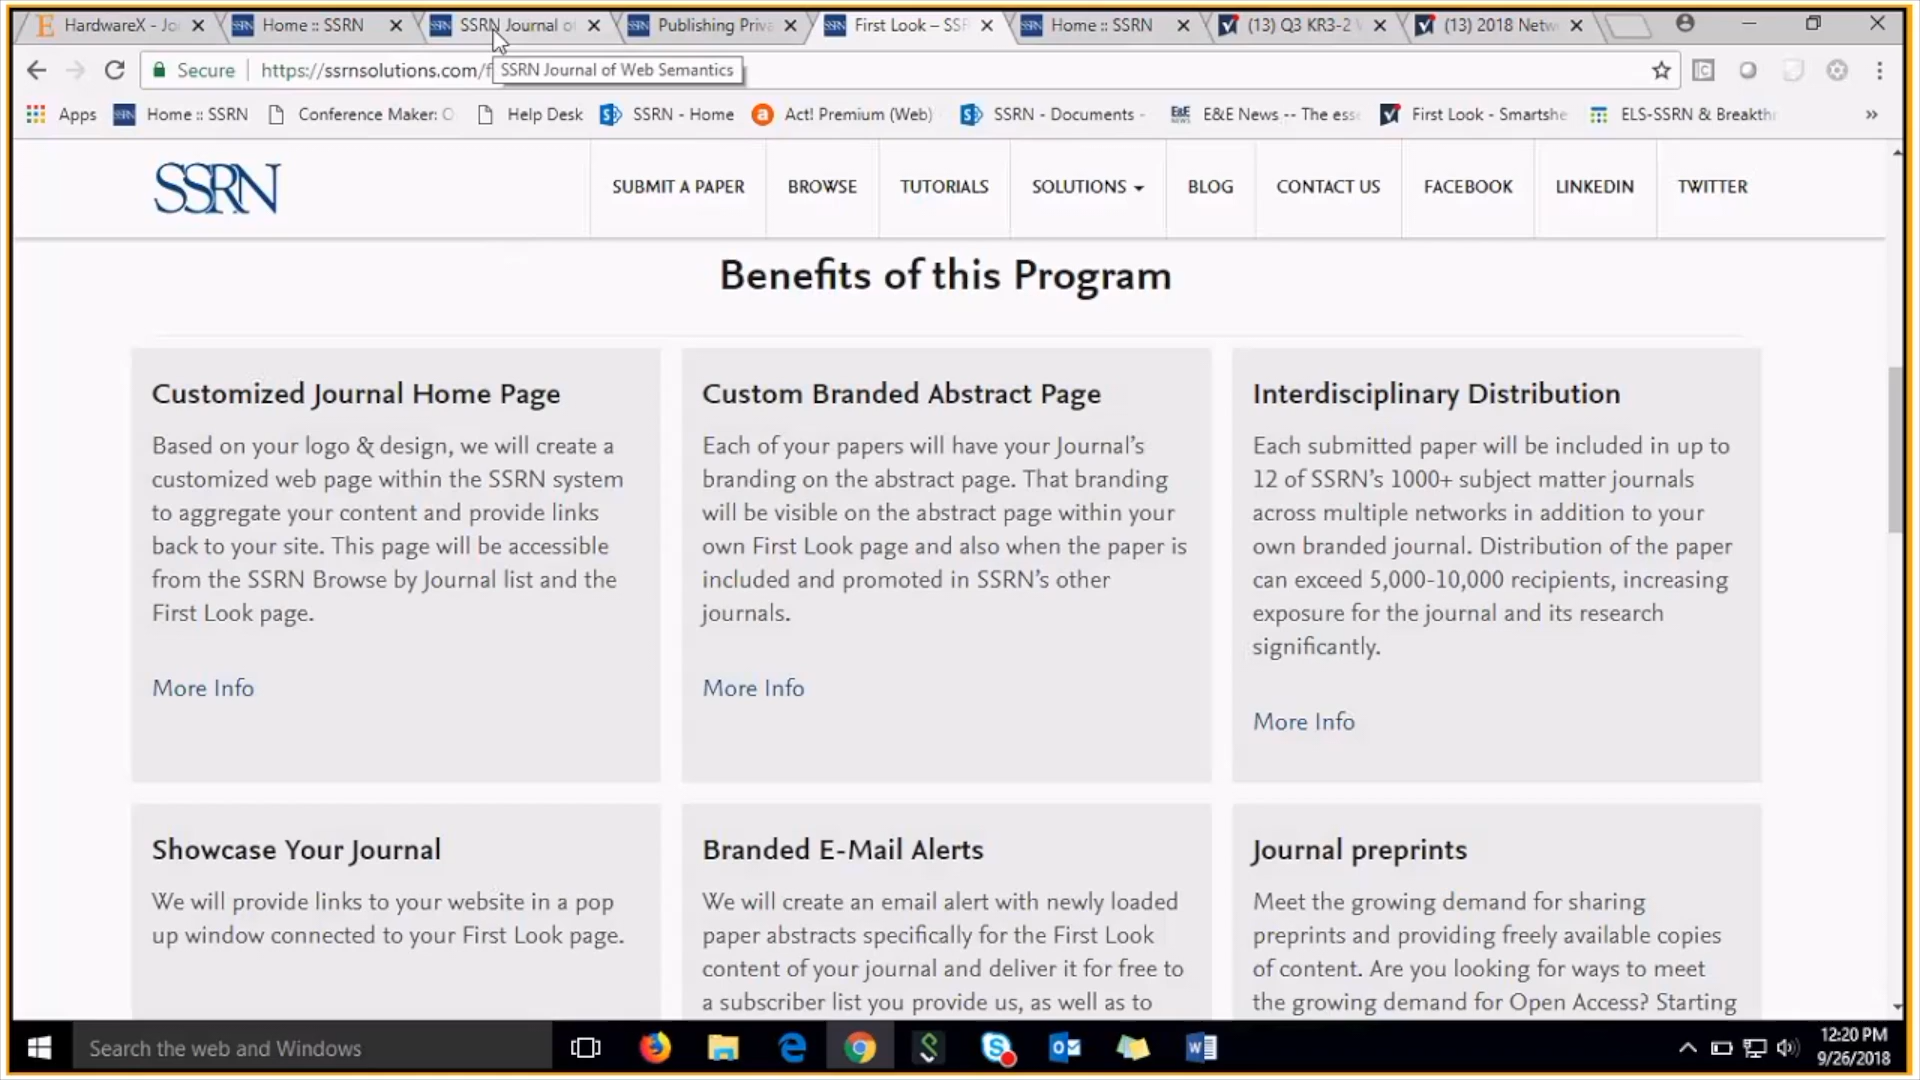 HardwareX - Jo
Home :: SSRN
SSRN Journal o
Publishing Priva
First Look – SSR
Home :: SSRN
(13) Q3 KR3-2
(13) 2018 Netw
Secure
https://ssrnsolutions.com/f
SSRN Journal of Web Semantics
Apps
Home :: SSRN
Conference Maker:
Help Desk
SSRN - Home
Act! Premium (Web)
SSRN - Documents -
E&E News -- The ess
First Look - Smartshe
ELS-SSRN & Breakth
»
SSRN
SUBMIT A PAPER
BROWSE
TUTORIALS
SOLUTIONS
BLOG
CONTACT US
FACEBOOK
LINKEDIN
TWITTER
Benefits of this Program
Customized Journal Home Page
Based on your logo & design, we will create a
customized web page within the SSRN system
to aggregate your content and provide links
back to your site. This page will be accessible
from the SSRN Browse by Journal list and the
First Look page.
More Info
Custom Branded Abstract Page
Each of your papers will have your Journal’s
branding on the abstract page. That branding
will be visible on the abstract page within your
own First Look page and also when the paper is
included and promoted in SSRN’s other
journals.
More Info
Interdisciplinary Distribution
Each submitted paper will be included in up to
12 of SSRN’s 1000+ subject matter journals
across multiple networks in addition to your
own branded journal. Distribution of the paper
can exceed 5,000-10,000 recipients, increasing
exposure for the journal and its research
significantly.
More Info
Showcase Your Journal
We will provide links to your website in a pop
up window connected to your First Look page.
Branded E-Mail Alerts
We will create an email alert with newly loaded
paper abstracts specifically for the First Look
content of your journal and deliver it for free to
a subscriber list you provide us, as well as to
Journal preprints
Meet the growing demand for sharing
preprints and providing freely available copies
of content. Are you looking for ways to meet
the growing demand for Open Access? Starting
Search the web and Windows
12:20 PM
9/26/2018